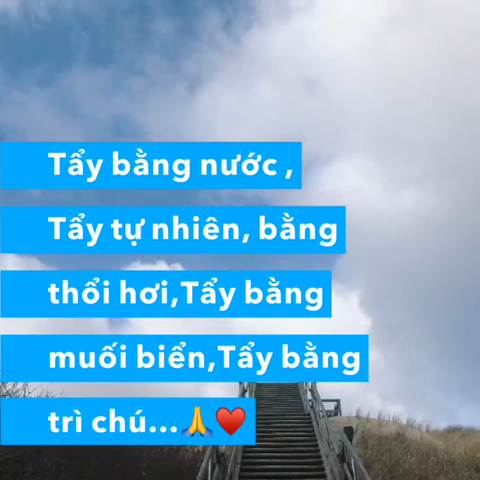 Tẩy bằng nước ,
Tẩy tự nhiên, bằng
thổi hơi,Tẩy bằng
muối biển,Tẩy bằng
trì chú...🙏❤️